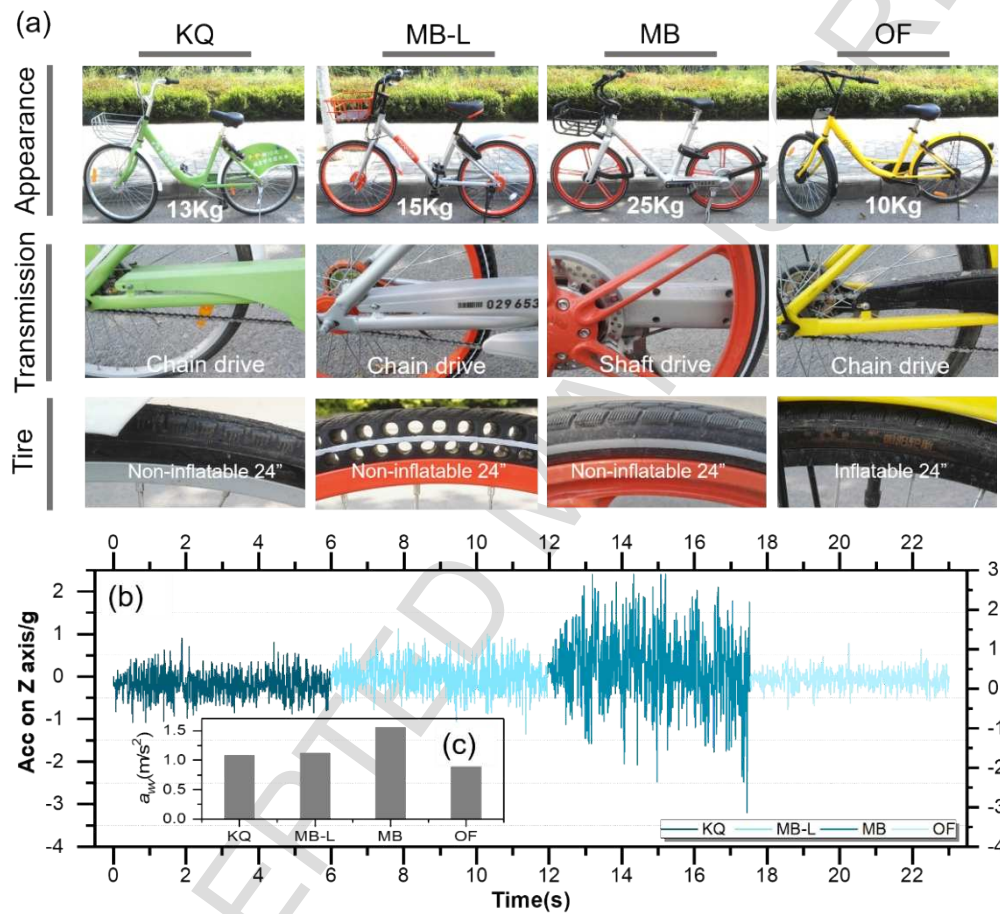 (a)
KQ MB-L MB OF
Appearance
13Kg 15Kg 25Kg 10Kg
Transmission
029653
Chain drive Chain drive Shaft drive Chain drive
Tire
Non-inflatable 24” Non-inflatable 24” Non-inflatable 24” Inflatable 24”
0 2 4 6 8 10 12 14 16 18 20 22
(b)
Acc on Z axis/g
2
1
0
-1
-2
-3
-4
3
2
1
0
-1
-2
-3
-4
(c)
a_vw(m/s²)
1.5
1.0
0.5
0.0
KQ MB-L MB OF
KQ MB-L MB OF
0 2 4 6 8 10 12 14 16 18 20 22
Time(s)